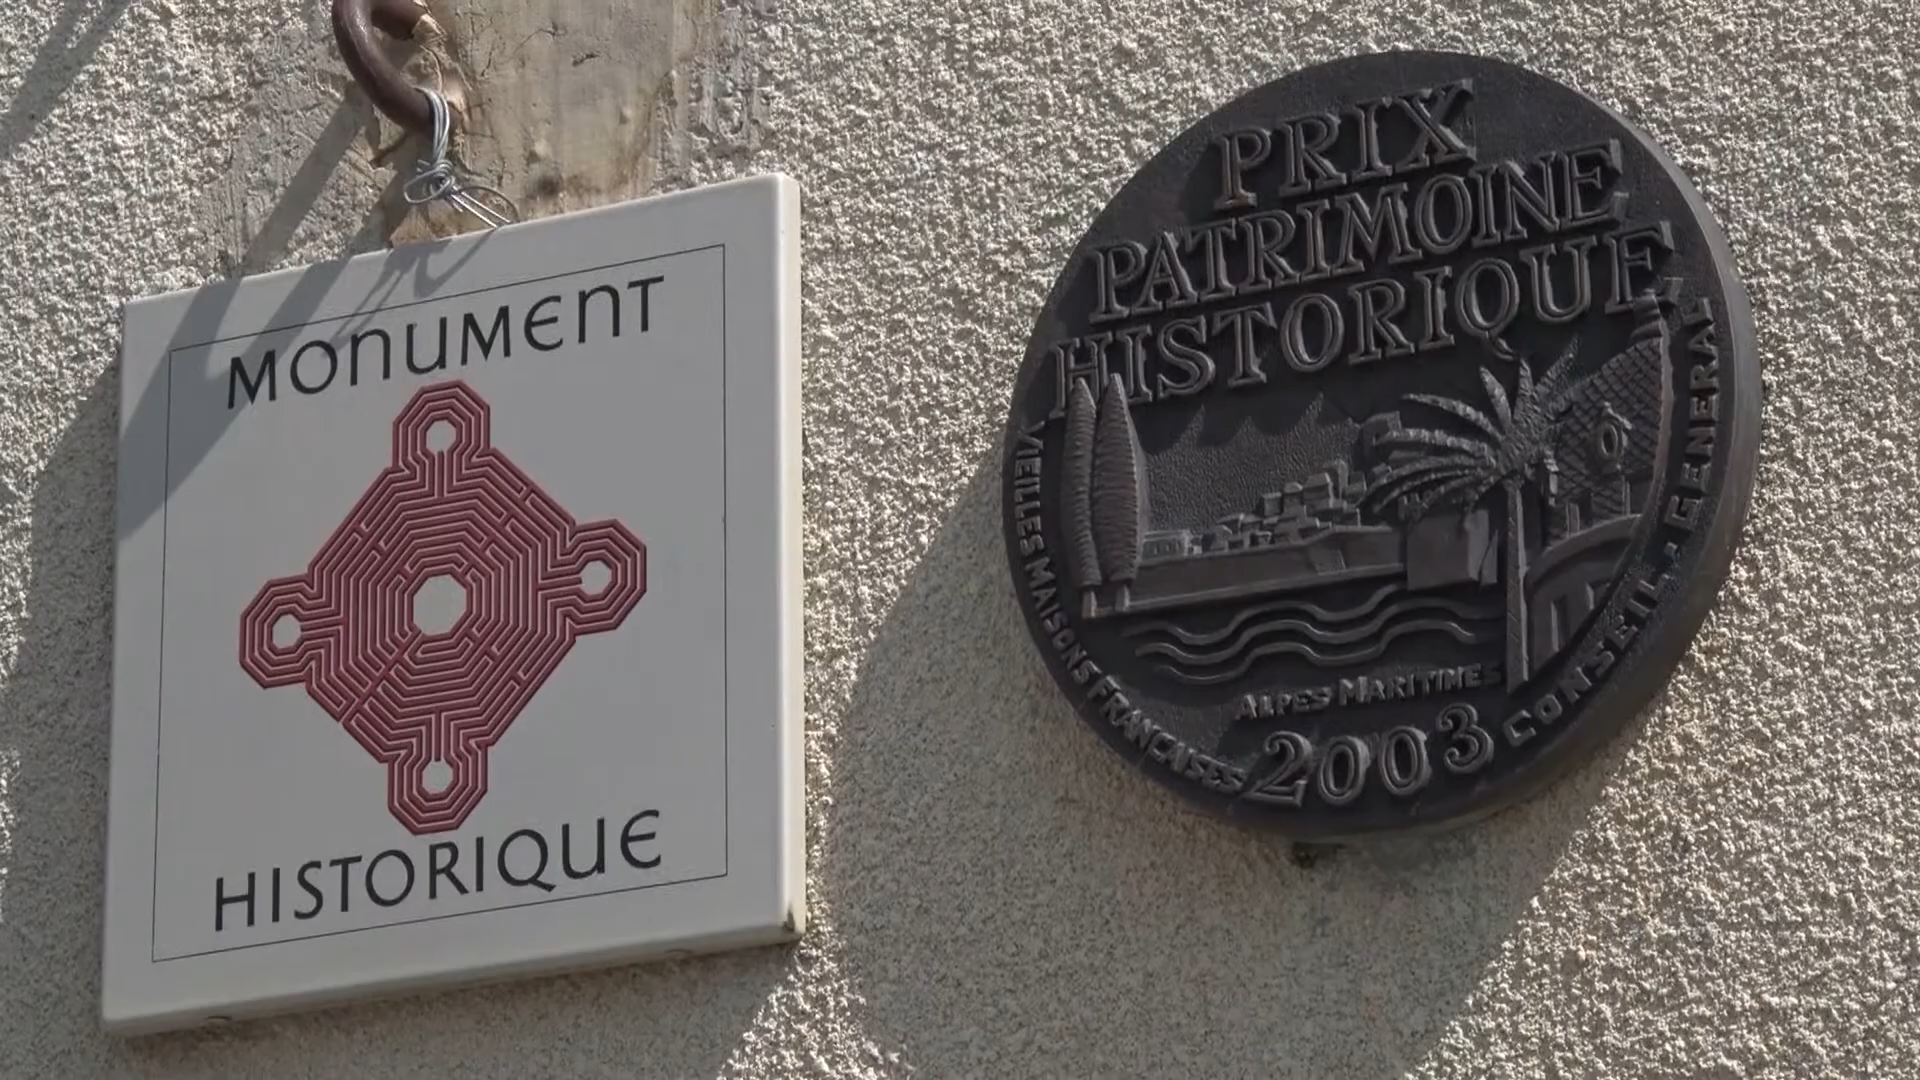 MONUMENT
HISTORIQUE
PRIX
PATRIMOINE
HISTORIQUE
VIEILLES MAISONS FRANÇAISES
ALPES MARITIMES
2003
CONSEIL - GENERAL